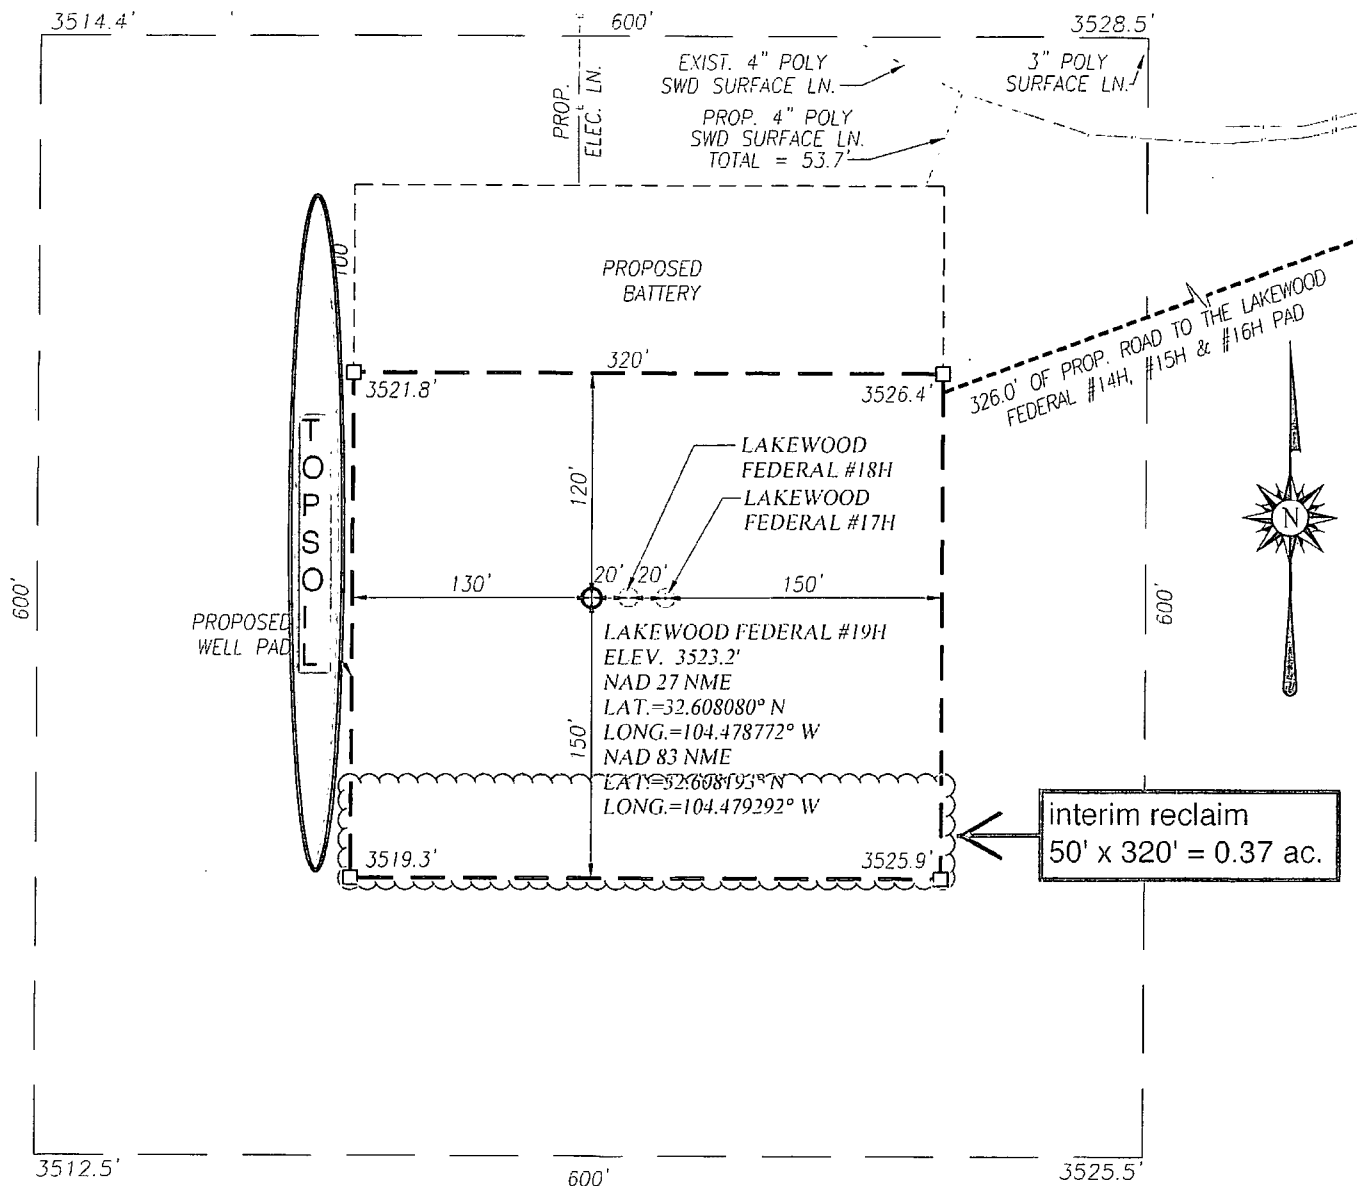 3514.4'
600'
3528.5'
EXIST. 4" POLY
SWD SURFACE LN.
3" POLY
SURFACE LN.
PROP.
ELEC. LN.
PROP. 4" POLY
SWD SURFACE LN.
TOTAL = 53.7'
100
PROPOSED
BATTERY
320'
3521.8'
3526.4'
326.0' OF PROP. ROAD TO THE LAKEWOOD
FEDERAL #14H, #15H & #16H PAD
TOPSOIL
LAKEWOOD
FEDERAL #18H
120'
LAKEWOOD
FEDERAL #17H
N
130'
20'
20'
150'
600'
600'
PROPOSED
WELL PAD
LAKEWOOD FEDERAL #19H
ELEV. 3523.2'
NAD 27 NME
LAT.=32.608080° N
LONG.=104.478772° W
150'
NAD 83 NME
LAT.=32.608193° N
LONG.=104.479292° W
interim reclaim
50' x 320' = 0.37 ac.
3519.3'
3525.9'
3512.5'
600'
3525.5'